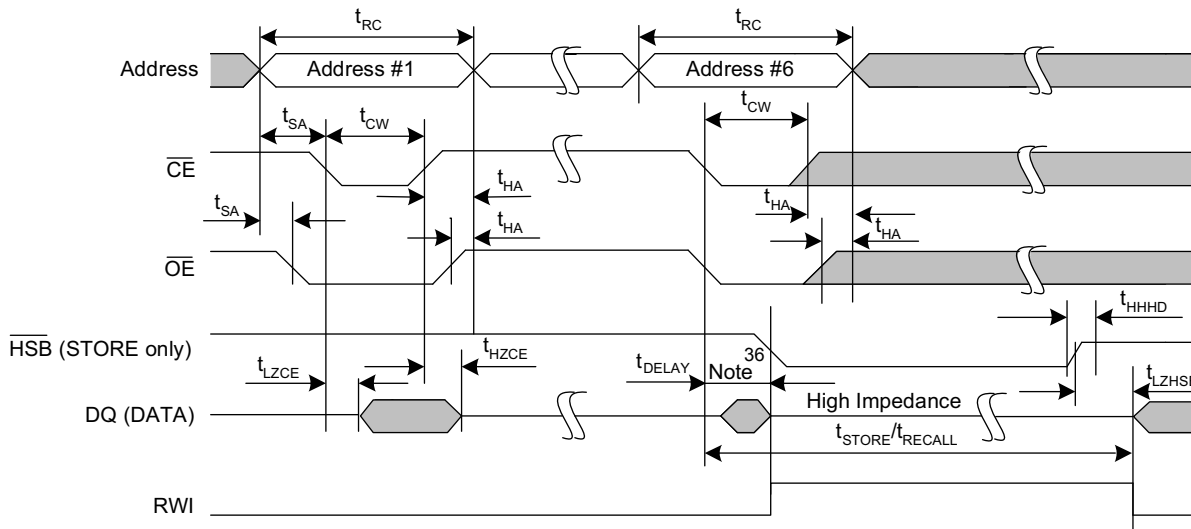 tRC tRC
Address Address #1 Address #6
tCW
tSA tCW
CE
tHA
tSA tHA
tHA tHA
OE
tHHHD
HSB (STORE only)
tHZCE
tLZCE tDELAY Note 36
tLZHSB
DQ (DATA) High Impedance
tSTORE/tRECALL
RWI